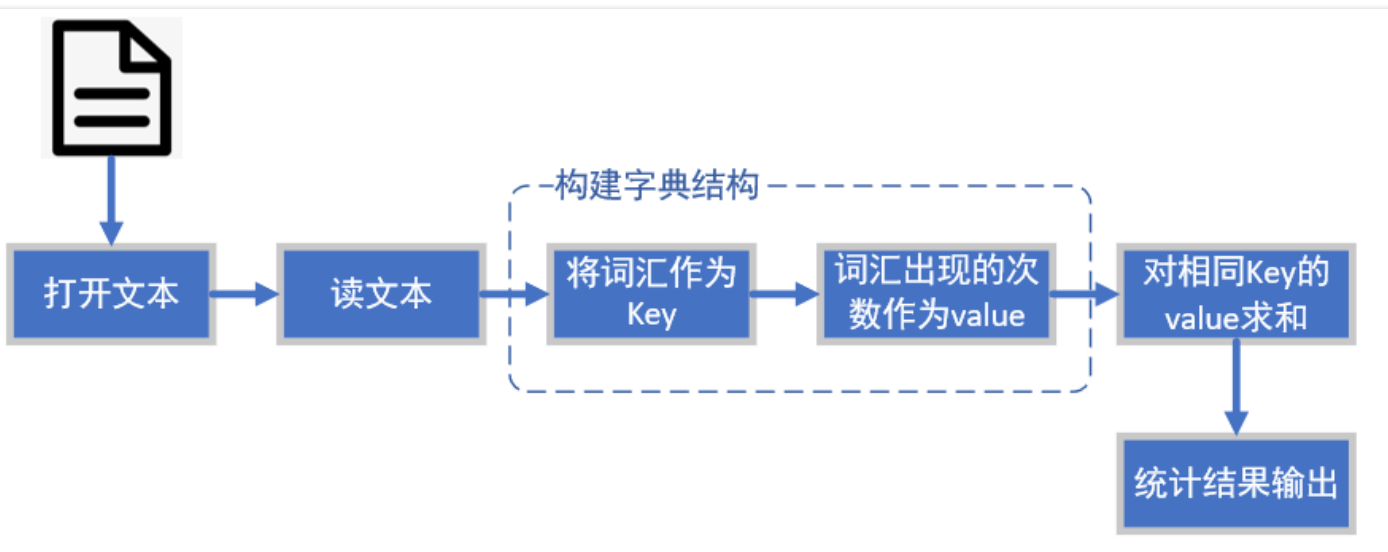 构建字典结构
打开文本
读文本
将词汇作为
Key
词汇出现的次
数作为value
对相同Key的
value求和
统计结果输出